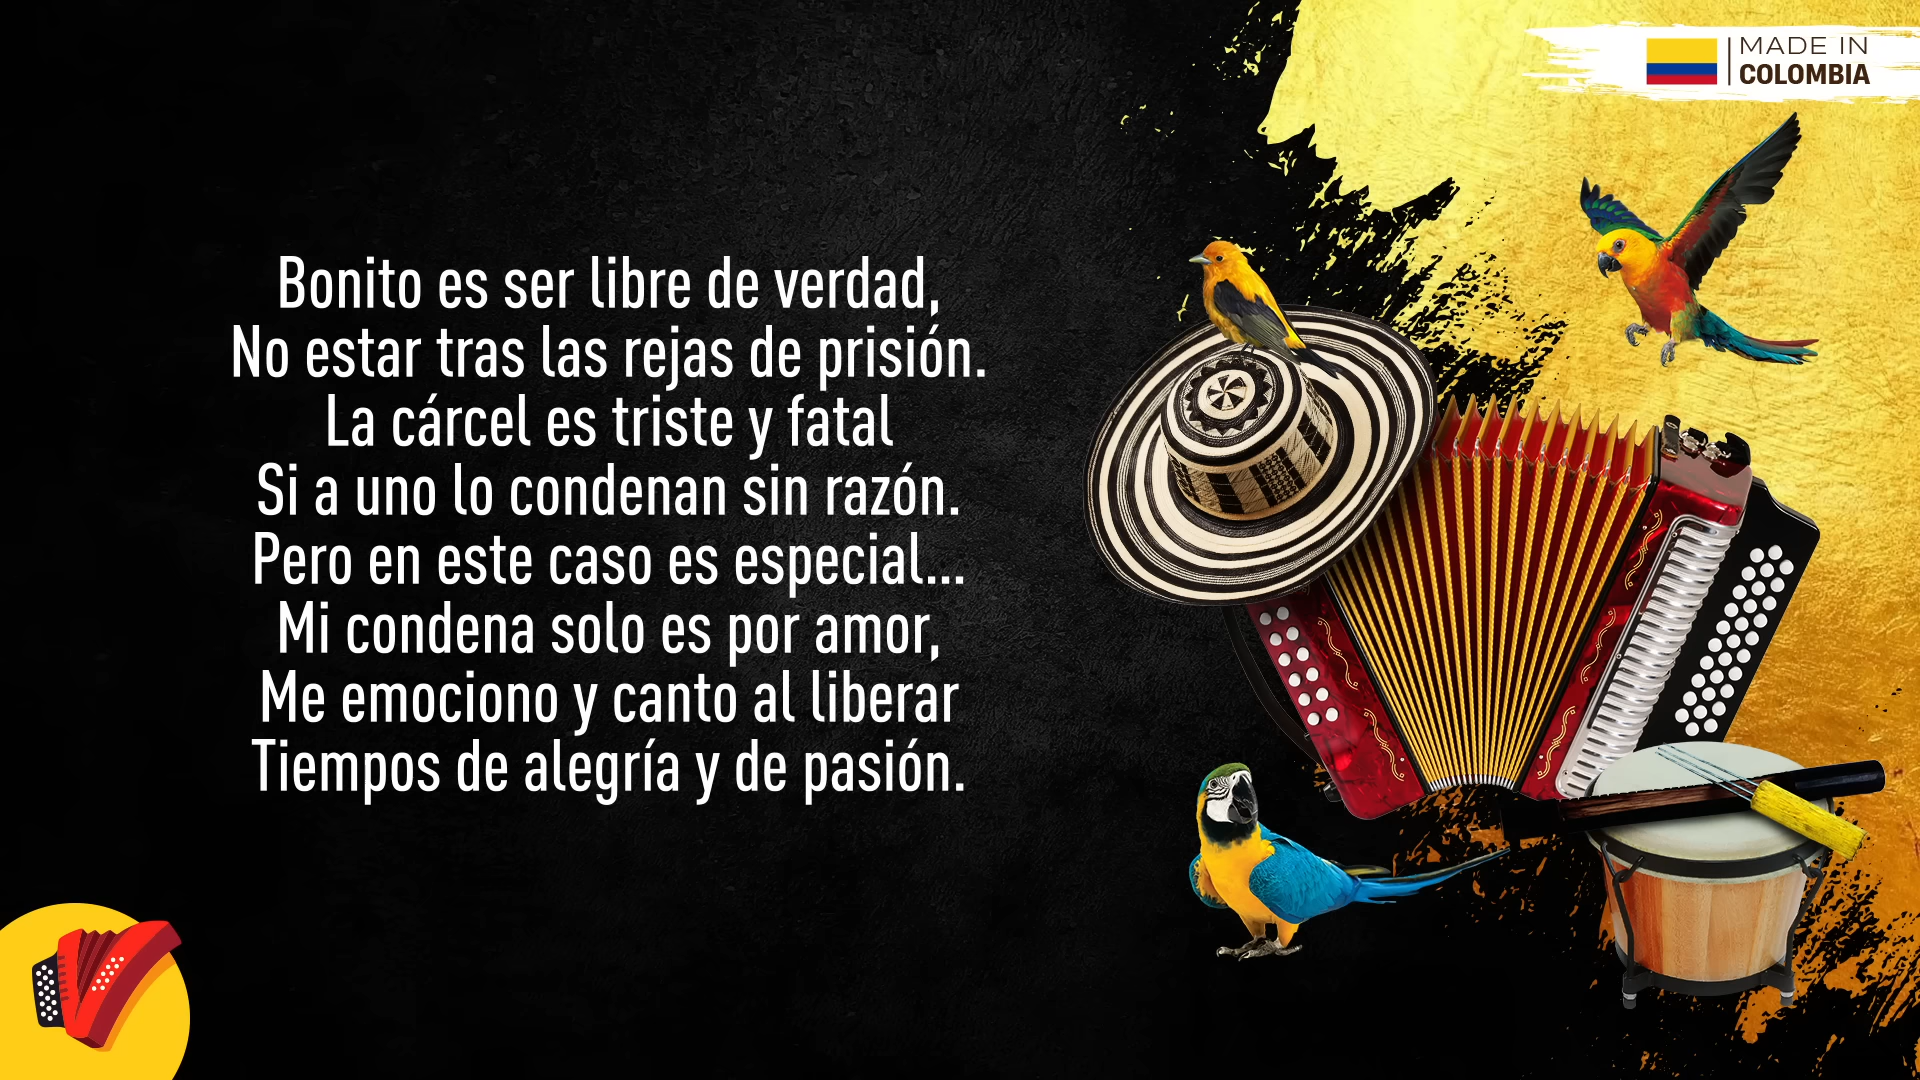 MADE IN
COLOMBIA
Bonito es ser libre de verdad,
No estar tras las rejas de prisión.
La cárcel es triste y fatal
Si a uno lo condenan sin razón.
Pero en este caso es especial...
Mi condena solo es por amor,
Me emociono y canto al liberar
Tiempos de alegría y de pasión.